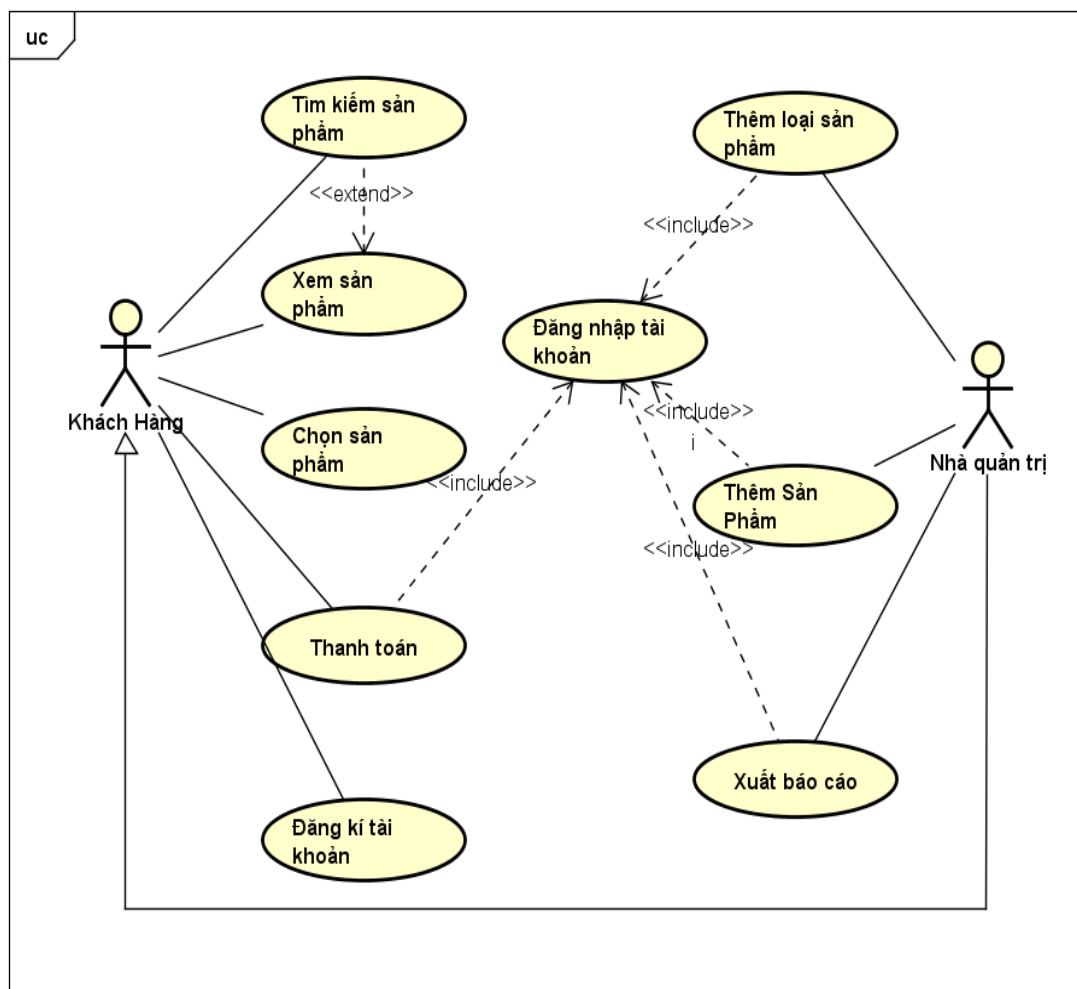 uc
Tìm kiếm sản
phẩm
Thêm loại sản
phẩm
<<extend>>
<<include>>
Xem sản
phẩm
Đăng nhập tài
khoản
Khách Hàng
Chọn sản
phẩm
<<include>>
i
Nhà quản trị
<<include>>
Thêm Sản
Phẩm
<<include>>
Thanh toán
Xuất báo cáo
Đăng kí tài
khoản